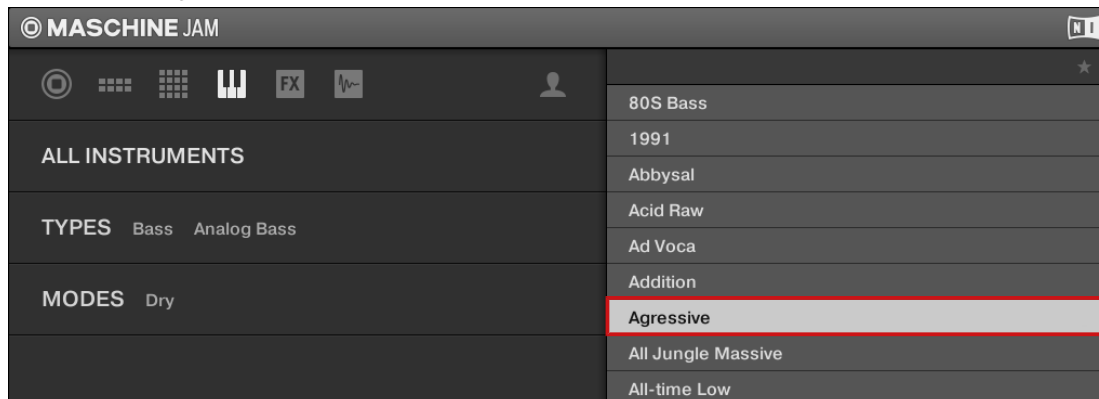 MASCHINE JAM
NI
FX
ALL INSTRUMENTS
TYPES Bass Analog Bass
MODES Dry
80S Bass
1991
Abbysal
Acid Raw
Ad Voca
Addition
Agressive
All Jungle Massive
All-time Low